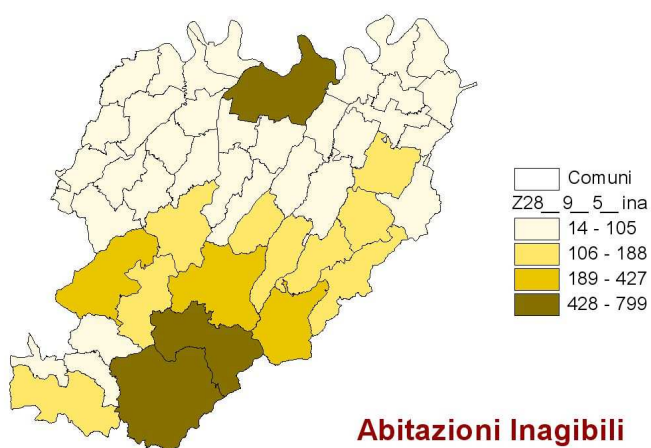 Comuni
Z28__9__5__ina
14 - 105
106 - 188
189 - 427
428 - 799
Abitazioni Inagibili